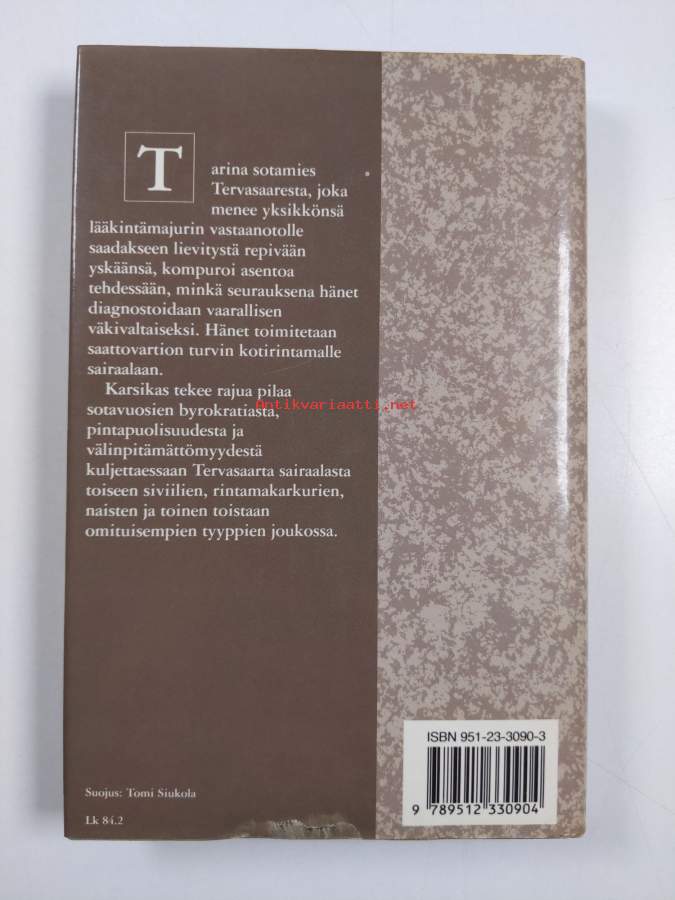 Tarina sotamies
Tervasaaresta, joka
menee yksikkönsä
lääkintämajurin vastaanotolle
saadakseen lievitystä repivään
yskäänsä, kompuroi asentoa
tehdessään, minkä seurauksena hänet
diagnostoidaan vaarallisen
väkivaltaiseksi. Hänet toimitetaan
saattovartion turvin kotirintamalle
sairaalaan.
Karsikas tekee rajua pilaa
sotavuosien byrokratiasta,
Antikvariaatti.net
pintapuolisuudesta ja
välinpitämättömyydestä
kuljettaessaan Tervasaarta sairaalasta
toiseen siviilien, rintamakarkurien,
naisten ja toinen toistaan
omituisempien tyyppien joukossa.
ISBN 951-23-3090-3
9 789512 330904
Suojus: Tomi Siukola
Lk 84.2